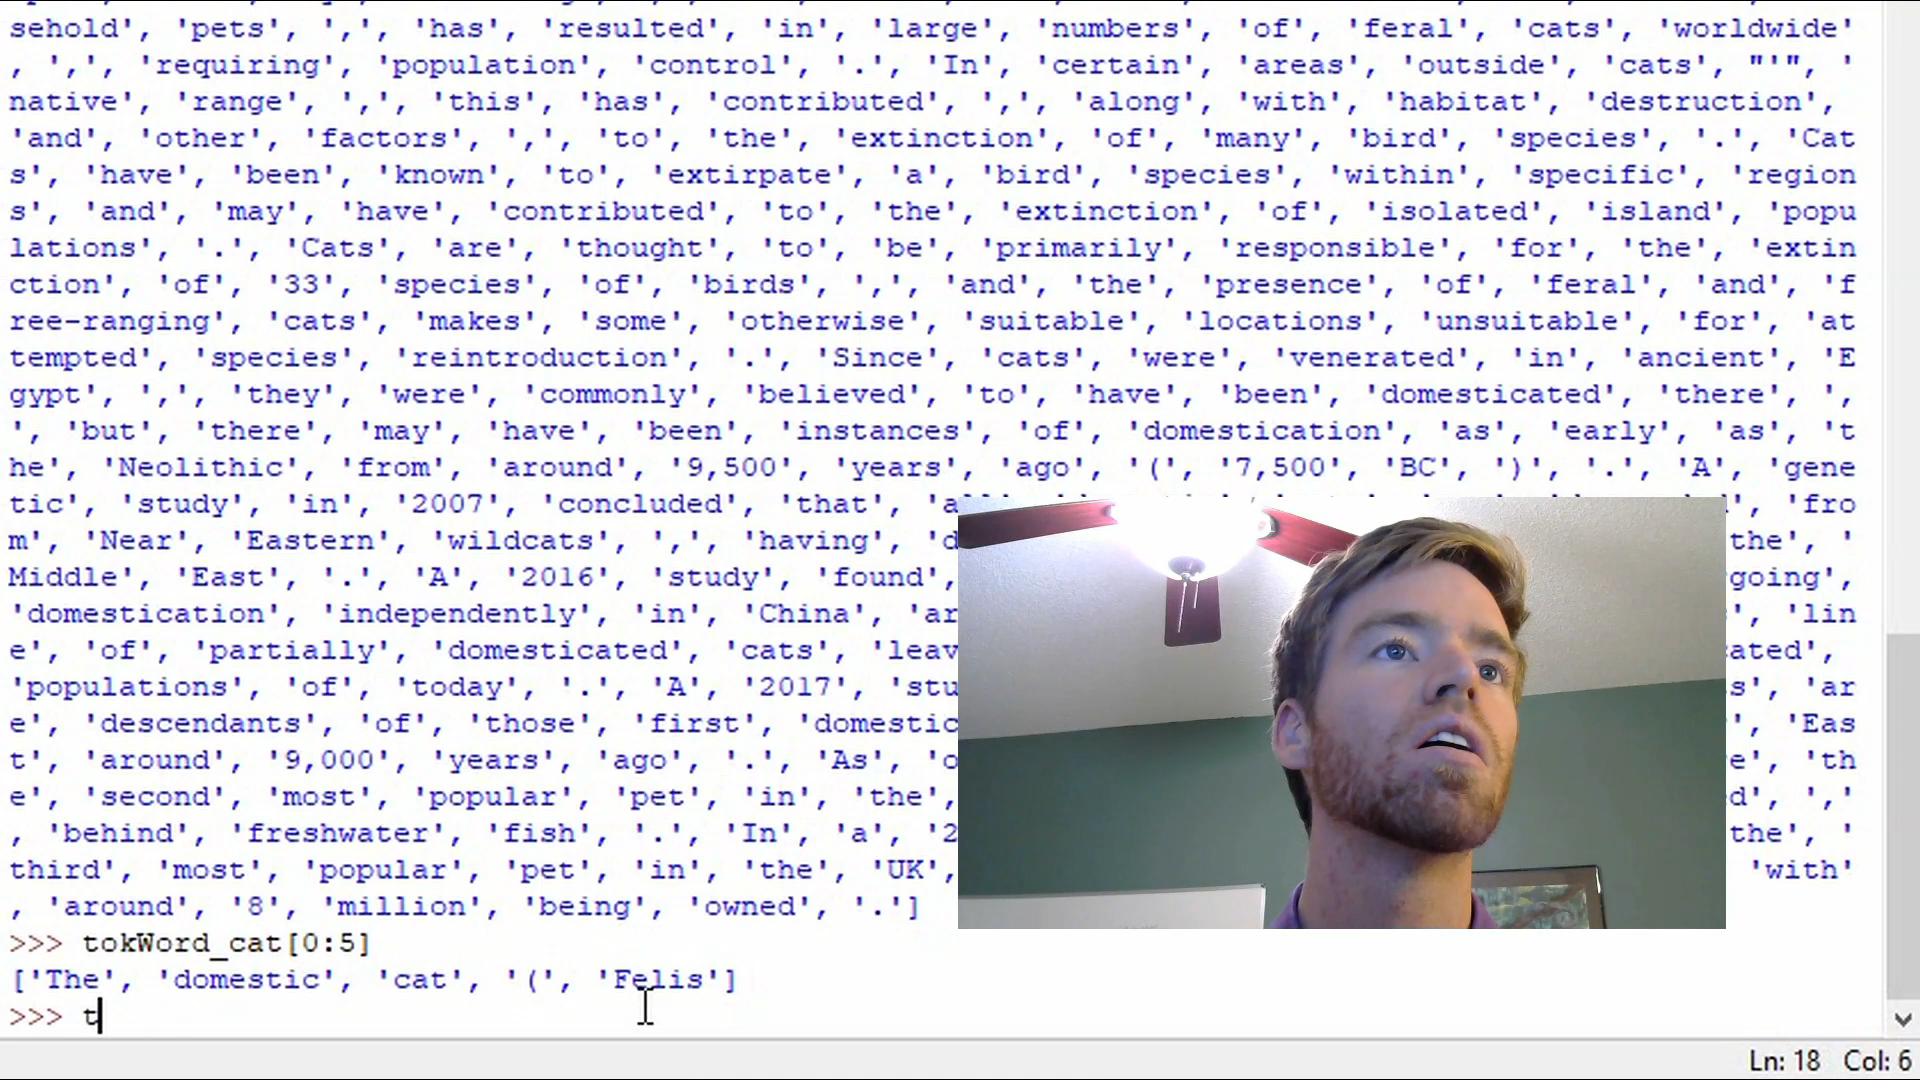 sehold', 'pets', ',', 'has', 'resulted', 'in', 'large', 'numbers', 'of', 'feral', 'cats', 'worldwide'
, ',', 'requiring', 'population', 'control', '.', 'In', 'certain', 'areas', 'outside', 'cats', "'", '
native', 'range', ',', 'this', 'has', 'contributed', ',', 'along', 'with', 'habitat', 'destruction',
'and', 'other', 'factors', ',', 'to', 'the', 'extinction', 'of', 'many', 'bird', 'species', '.', 'Cat
s', 'have', 'been', 'known', 'to', 'extirpate', 'a', 'bird', 'species', 'within', 'specific', 'region
s', 'and', 'may', 'have', 'contributed', 'to', 'the', 'extinction', 'of', 'isolated', 'island', 'popu
lations', '.', 'Cats', 'are', 'thought', 'to', 'be', 'primarily', 'responsible', 'for', 'the', 'extin
ction', 'of', '33', 'species', 'of', 'birds', ',', 'and', 'the', 'presence', 'of', 'feral', 'and', 'f
ree-ranging', 'cats', 'makes', 'some', 'otherwise', 'suitable', 'locations', 'unsuitable', 'for', 'at
tempted', 'species', 'reintroduction', '.', 'Since', 'cats', 'were', 'venerated', 'in', 'ancient', 'E
gypt', ',', 'they', 'were', 'commonly', 'believed', 'to', 'have', 'been', 'domesticated', 'there', ',
', 'but', 'there', 'may', 'have', 'been', 'instances', 'of', 'domestication', 'as', 'early', 'as', 't
he', 'Neolithic', 'from', 'around', '9,500', 'years', 'ago', '(', '7,500', 'BC', ')', '.', 'A', 'gene
tic', 'study', 'in', '2007', 'concluded', 'that', 'a ', 'fro
m', 'Near', 'Eastern', 'wildcats', ',', 'having', 'd the', '
Middle', 'East', '.', 'A', '2016', 'study', 'found', going',
'domestication', 'independently', 'in', 'China', 'ar ', 'lin
e', 'of', 'partially', 'domesticated', 'cats', 'leav ated',
'populations', 'of', 'today', '.', 'A', '2017', 'stu s', 'ar
e', 'descendants', 'of', 'those', 'first', 'domestic ', 'Eas
t', 'around', '9,000', 'years', 'ago', '.', 'As', 'o e', 'th
e', 'second', 'most', 'popular', 'pet', 'in', 'the', d', ','
, 'behind', 'freshwater', 'fish', '.', 'In', 'a', '2 the', '
third', 'most', 'popular', 'pet', 'in', 'the', 'UK', 'with'
, 'around', '8', 'million', 'being', 'owned', '.']
>>> tokWord_cat[0:5]
['The', 'domestic', 'cat', '(', 'Felis']
>>> t
Ln: 18 Col: 6